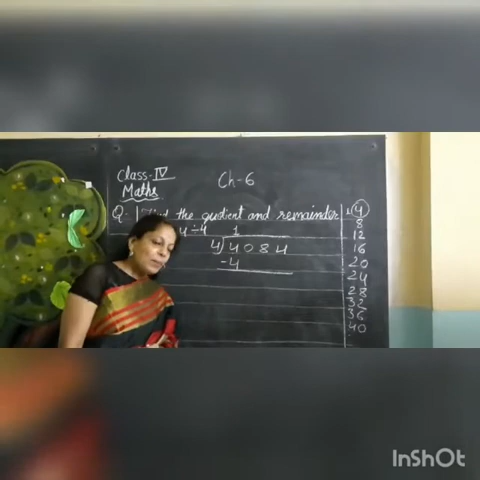 Class-IV
Maths
Ch-6
Q-1 Find the quotient and remainder
4÷4
1
4)4084
-4
4
8
12
16
20
24
28
32
36
40
InShOt